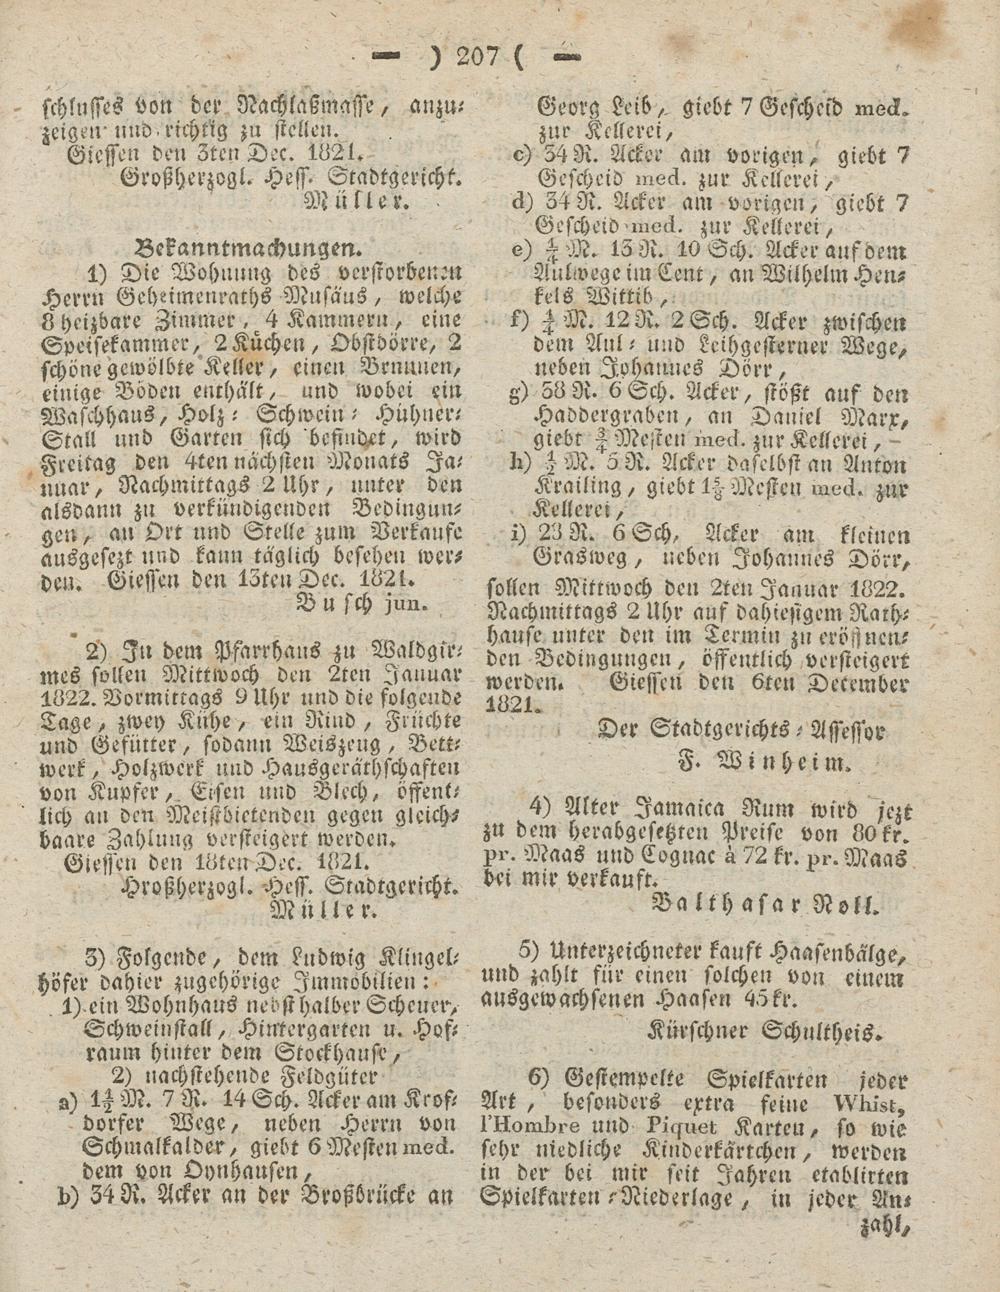 — ) 207 ( —
schlusses von der Nachlaßmasse, anzu⸗
zeigen und richtig zu stellen.
Giessen den 3ten Dec. 1821.
Großherzogl. Hess. Stadtgericht.
Müller.
Bekanntmachungen.
1) Die Wohnung des verstorbenen
Herrn Geheimenraths Musäus, welche
8 heizbare Zimmer, 4 Kammern, eine
Speisekammer, 2 Küchen, Obstdörre, 2
schöne gewölbte Keller, einen Brunnen,
einige Böden enthält, und wobei ein
Waschhaus, Holz⸗ Schwein⸗ Hühner⸗
Stall und Garten sich befindet, wird
Freitag den 4ten nächsten Monats Ja⸗
nuar, Nachmittags 2 Uhr, unter den
alsdann zu verkündigenden Bedingun⸗
gen, an Ort und Stelle zum Verkaufe
ausgesezt und kann täglich besehen wer⸗
den. Giessen den 13ten Dec. 1821.
Busch jun.
2) In dem Pfarrhaus zu Waldgir⸗
mes sollen Mittwoch den 2ten Januar
1822. Vormittags 9 Uhr und die folgende
Tage, zwey Kühe, ein Rind, Früchte
und Gefütter, sodann Weiszeug, Bett⸗
werk, Holzwerk und Hausgeräthschaften
von Kupfer, Eisen und Blech, öffent⸗
lich an den Meistbietenden gegen gleich⸗
baare Zahlung versteigert werden.
Giessen den 18ten Dec. 1821.
Hroßherzogl. Hess. Stadtgericht.
Müller.
3) Folgende, dem Ludwig Klingel⸗
höfer dahier zugehörige Immobilien:
1) ein Wohnhaus nebst halber Scheuer,
Schweinstall, Hintergarten u. Hof⸗
raum hinter dem Stockhause,
2) nachstehende Feldgüter
a) 1½ M. 7 R. 14 Sch. Acker am Krof⸗
dorfer Wege, neben Herrn von
Schmalkalder, giebt 6 Mesten med.
dem von Oynhausen,
b) 34 R. Acker an der Broßbrücke an
Georg Leib, giebt 7 Gescheid med.
zur Kellerei,
c) 34 R. Acker am vorigen, giebt 7
Gescheid med. zur Kellerei,
d) 34 R. Acker am vorigen, giebt 7
Gescheid med. zur Kellerei,
e) ¼ M. 13 R. 10 Sch. Acker auf dem
Aulwege im Cent, an Wilhelm Hen⸗
kels Wittib,
f) ¼ M. 12 R. 2 Sch. Acker zwischen
dem Aul⸗ und Leihgesterner Wege,
neben Johannes Dörr,
g) 38 R. 6 Sch. Acker, stößt auf den
Haddergraben, an Daniel Marx,
giebt ¾ Mesten med. zur Kellerei,
h) ½ M. 5 R. Acker daselbst an Anton
Krailing, giebt 1⅝ Mesten med. zur
Kellerei,
i) 23 R. 6 Sch. Acker am kleinen
Grasweg, neben Johannes Dörr,
sollen Mittwoch den 2ten Januar 1822.
Nachmittags 2 Uhr auf dahiesigem Rath⸗
hause unter den im Termin zu eröffnen⸗
den Bedingungen, öffentlich versteigert
werden. Giessen den 6ten December
1821.
Der Stadtgerichts⸗Assessor
F. Winheim.
4) Alter Jamaica Rum wird jezt
zu dem herabgesetzten Preise von 80 kr.
pr. Maas und Cognac à 72 kr. pr. Maas
bei mir verkauft.
Balthasar Noll.
5) Unterzeichneter kauft Haasenbälge,
und zahlt für einen solchen von einem
ausgewachsenen Haasen 45 kr.
Kürschner Schultheis.
6) Gestempelte Spielkarten jeder
Art, besonders extra feine Whist,
l'Hombre und Piquet Karten, so wie
sehr niedliche Kinderkärtchen, werden
in der bei mir seit Jahren etablirten
Spielkarten⸗Niederlage, in jeder An⸗
zahl,